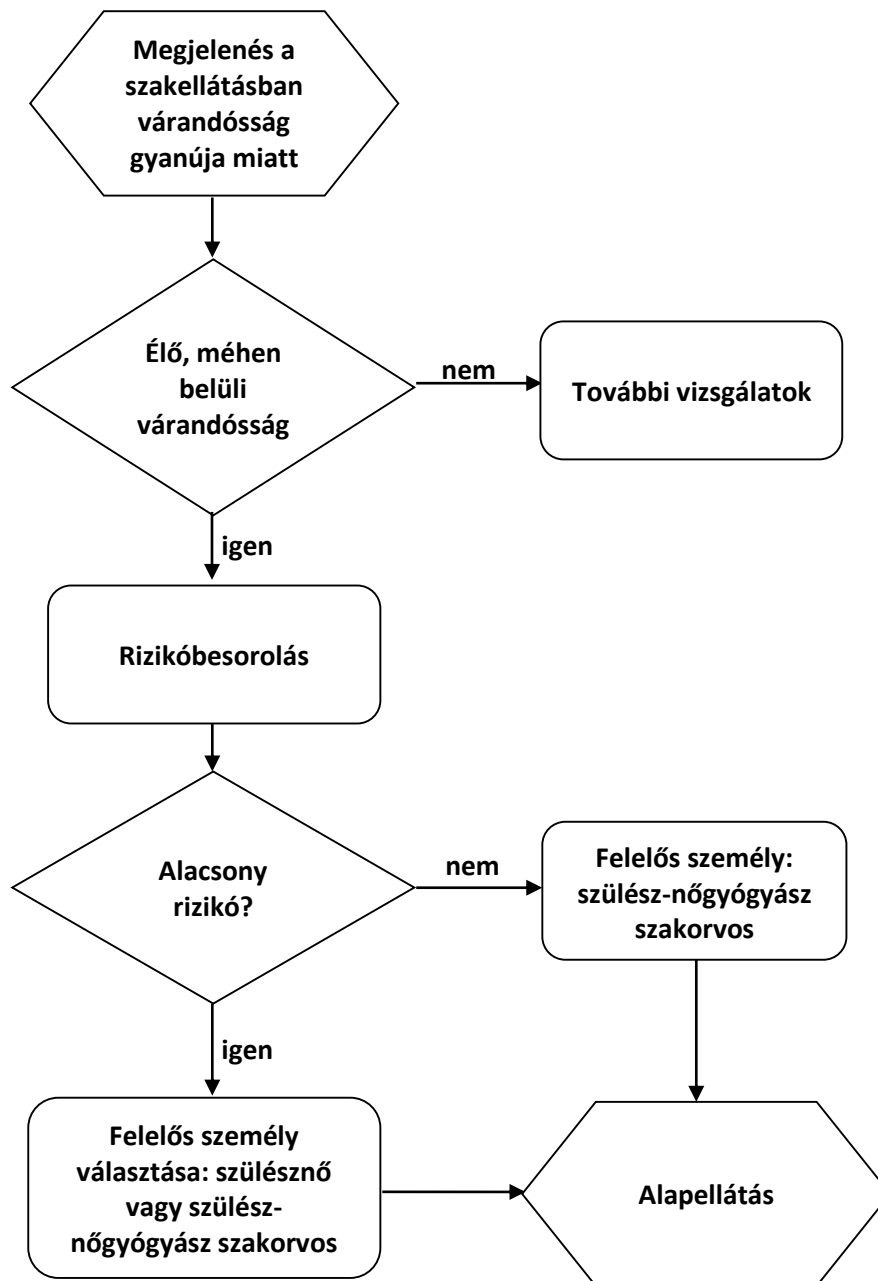 Megjelenés a
szakellátásban
várandósság
gyanúja miatt
Élő, méhen
belüli
várandósság
nem
További vizsgálatok
igen
Rizikóbesorolás
Alacsony
rizikó?
nem
Felelős személy:
szülész-nőgyógyász
szakorvos
igen
Felelős személy
választása: szülésznő
vagy szülész-
nőgyógyász szakorvos
Alapellátás